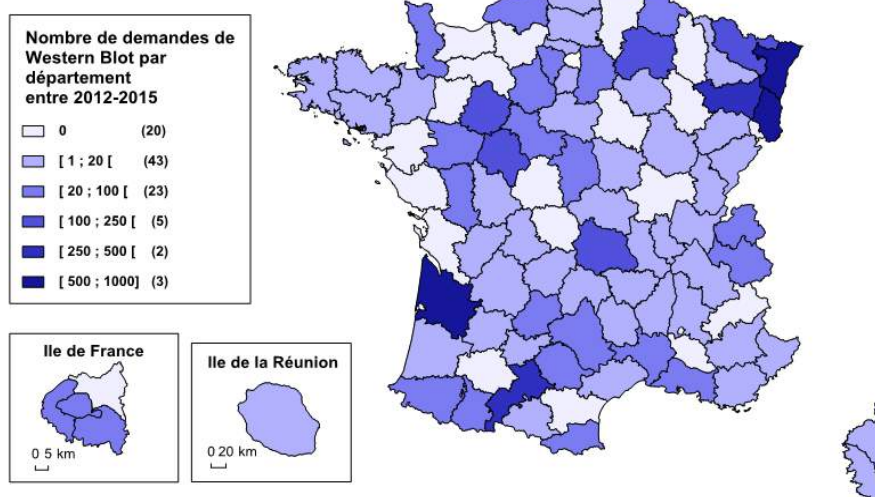 Nombre de demandes de
Western Blot par
département
entre 2012-2015
0 (20)
[ 1 ; 20 [ (43)
[ 20 ; 100 [ (23)
[ 100 ; 250 [ (5)
[ 250 ; 500 [ (2)
[ 500 ; 1000] (3)
Ile de France
0 5 km
Ile de la Réunion
0 20 km